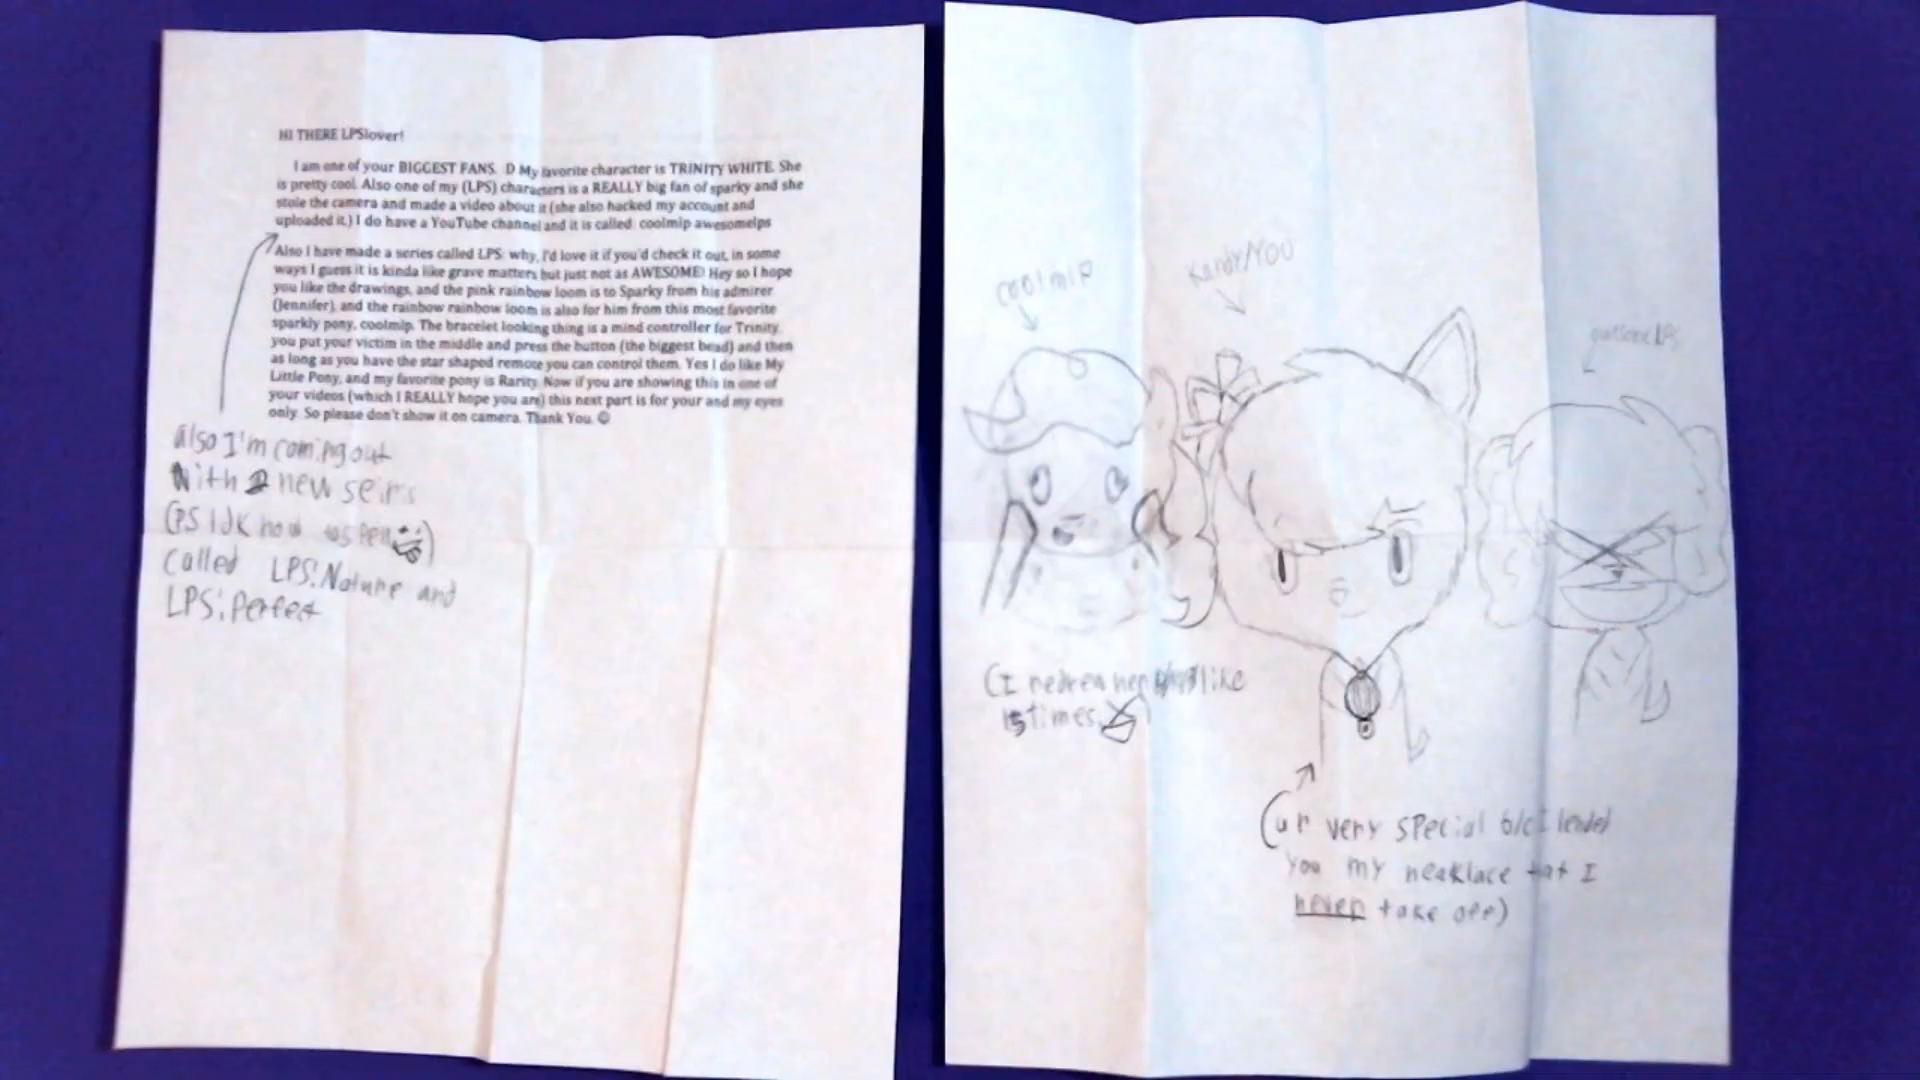 HI THERE LPSlover!
I am one of your BIGGEST FANS. :D My favorite character is TRINITY WHITE. She
is pretty cool. Also one of my (LPS) characters is a REALLY big fan of sparky and she
stole the camera and made a video about it (she also hacked my account and
uploaded it.) I do have a YouTube channel and it is called: coolmlp awesomelps
Also I have made a series called LPS: why, I'd love it if you'd check it out, in some
ways I guess it is kinda like grave matters but just not as AWESOME! Hey so I hope
you like the drawings, and the pink rainbow loom is to Sparky from his admirer
(Jennifer), and the rainbow rainbow loom is also for him from this most favorite
sparkly pony, coolmlp. The bracelet looking thing is a mind controller for Trinity,
you put your victim in the middle and press the button (the biggest bead) and then
as long as you have the star shaped remote you can control them. Yes I do like My
Little Pony, and my favorite pony is Rarity. Now if you are showing this in one of
your videos (which I REALLY hope you are) this next part is for your and my eyes
only. So please don't show it on camera. Thank You. ☺
also I'm coming out
with 2 new seirs
(PS IDK how to spell)
called LPS: Nature and
LPS: Perfect
coolmlp
Kandy/YOU
(I redrew her like
15 times
(ur very special b/c I lended
you my neaklace tat I
never take off)